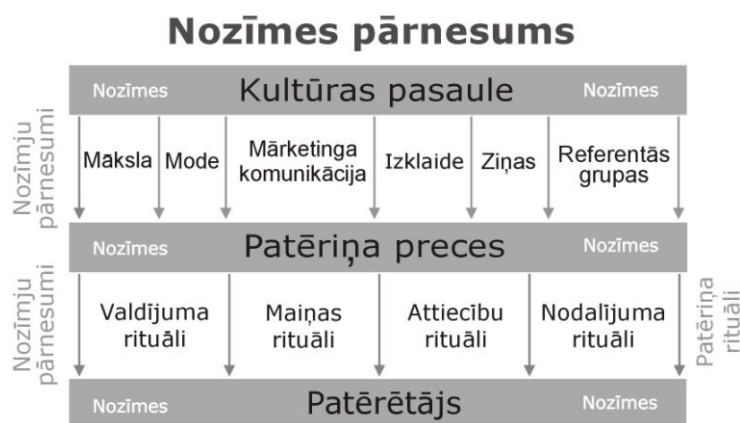 Nozīmes pārnesums
Nozīmes Kultūras pasaule Nozīmes
Nozīmju
pārnesumi
Māksla
Mode
Mārketinga
komunikācija
Izklaide
Ziņas
Referentās
grupas
Nozīmes Patēriņa preces Nozīmes
Nozīmju
pārnesumi
Valdījuma
rituāli
Maiņas
rituāli
Attiecību
rituāli
Nodalījuma
rituāli
Patēriņa
rituāli
Nozīmes Patērētājs Nozīmes